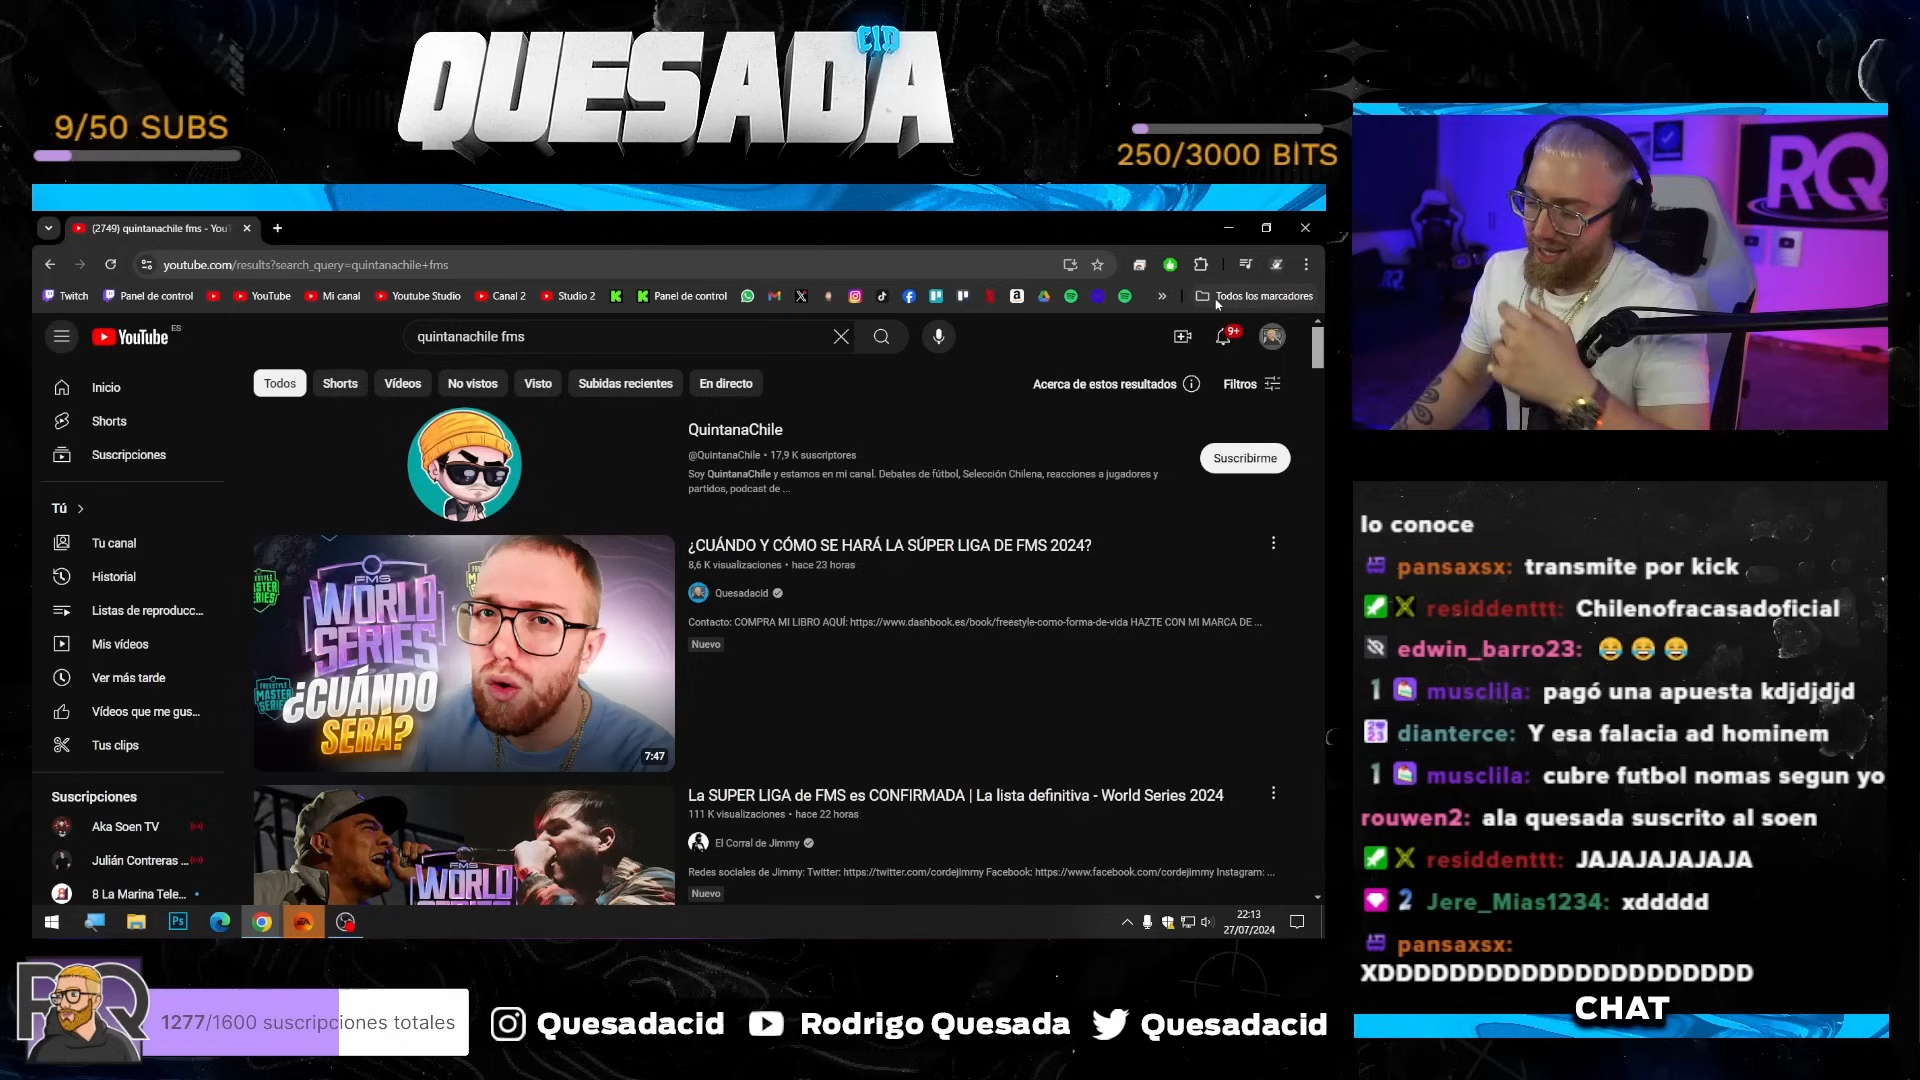 QUESADA
CID
9/50 SUBS
250/3000 BITS
(2749) quintanachile fms - You
youtube.com/results?search_query=quintanachile+fms
Twitch
Panel de control
YouTube
Mi canal
Youtube Studio
Canal 2
Studio 2
Panel de control
Todos los marcadores
YouTube ES
quintanachile fms
9+
Todos
Shorts
Vídeos
No vistos
Visto
Subidas recientes
En directo
Acerca de estos resultados
Filtros
Inicio
Shorts
Suscripciones
Tú
Tu canal
Historial
Listas de reproducc...
Mis vídeos
Ver más tarde
Vídeos que me gus...
Tus clips
Suscripciones
Aka Soen TV
Julián Contreras ...
8 La Marina Tele...
QuintanaChile
@QuintanaChile • 17,9 K suscriptores
Soy QuintanaChile y estamos en mi canal. Debates de fútbol, Selección Chilena, reacciones a jugadores y
partidos, podcast de ...
Suscribirme
FMS
WORLD
SERIES
¿CUÁNDO
SERÁ?
7:47
¿CUÁNDO Y CÓMO SE HARÁ LA SÚPER LIGA DE FMS 2024?
8,6 K visualizaciones • hace 23 horas
Quesadacid
Contacto: COMPRA MI LIBRO AQUÍ: https://www.dashbook.es/book/freestyle-como-forma-de-vida HAZTE CON MI MARCA DE ...
Nuevo
FMS
WORLD
La SUPER LIGA de FMS es CONFIRMADA | La lista definitiva - World Series 2024
111 K visualizaciones • hace 22 horas
El Corral de Jimmy
Redes sociales de Jimmy: Twitter: https://twitter.com/cordejimmy Facebook: https://www.facebook.com/cordejimmy Instagram: ...
Nuevo
Ps
EA
22:13
27/07/2024
RQ
lo conoce
pansaxsx: transmite por kick
residdenttt: Chilenofracasadoficial
edwin_barro23: 😂 😂 😂
1 musclila: pagó una apuesta kdjdjdjd
dianterce: Y esa falacia ad hominem
1 musclila: cubre futbol nomas segun yo
rouwen2: ala quesada suscrito al soen
residdenttt: JAJAJAJAJAJA
2 Jere_Mias1234: xddddd
pansaxsx:
XDDDDDDDDDDDDDDDDDDDDD
CHAT
RQ
1277/1600 suscripciones totales
Quesadacid
Rodrigo Quesada
Quesadacid